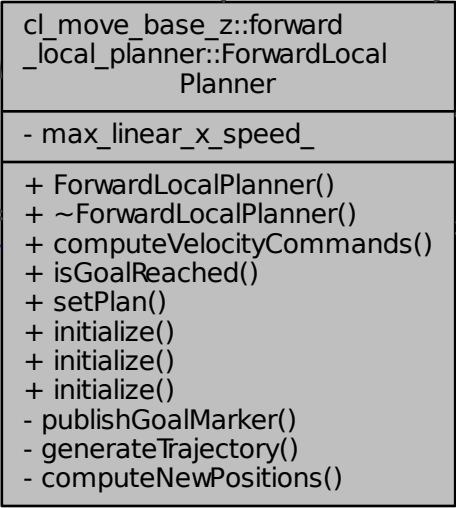 cl_move_base_z::forward
_local_planner::ForwardLocal
Planner
- max_linear_x_speed_
+ ForwardLocalPlanner()
+ ~ForwardLocalPlanner()
+ computeVelocityCommands()
+ isGoalReached()
+ setPlan()
+ initialize()
+ initialize()
+ initialize()
- publishGoalMarker()
- generateTrajectory()
- computeNewPositions()